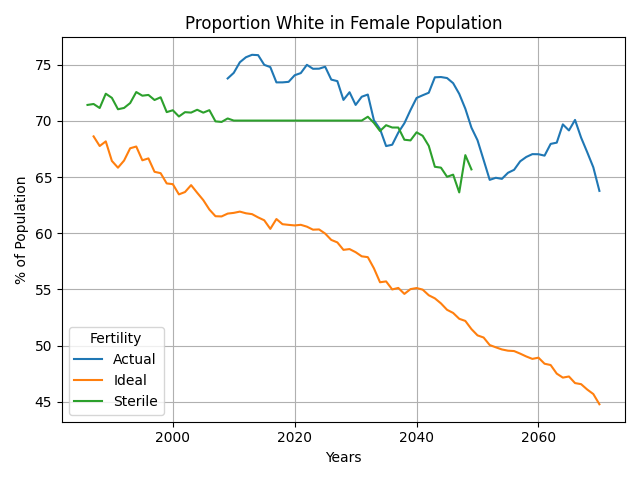 Proportion White in Female Population
% of Population
75
70
65
60
55
50
45
Fertility
Actual
Ideal
Sterile
2000
2020
2040
2060
Years